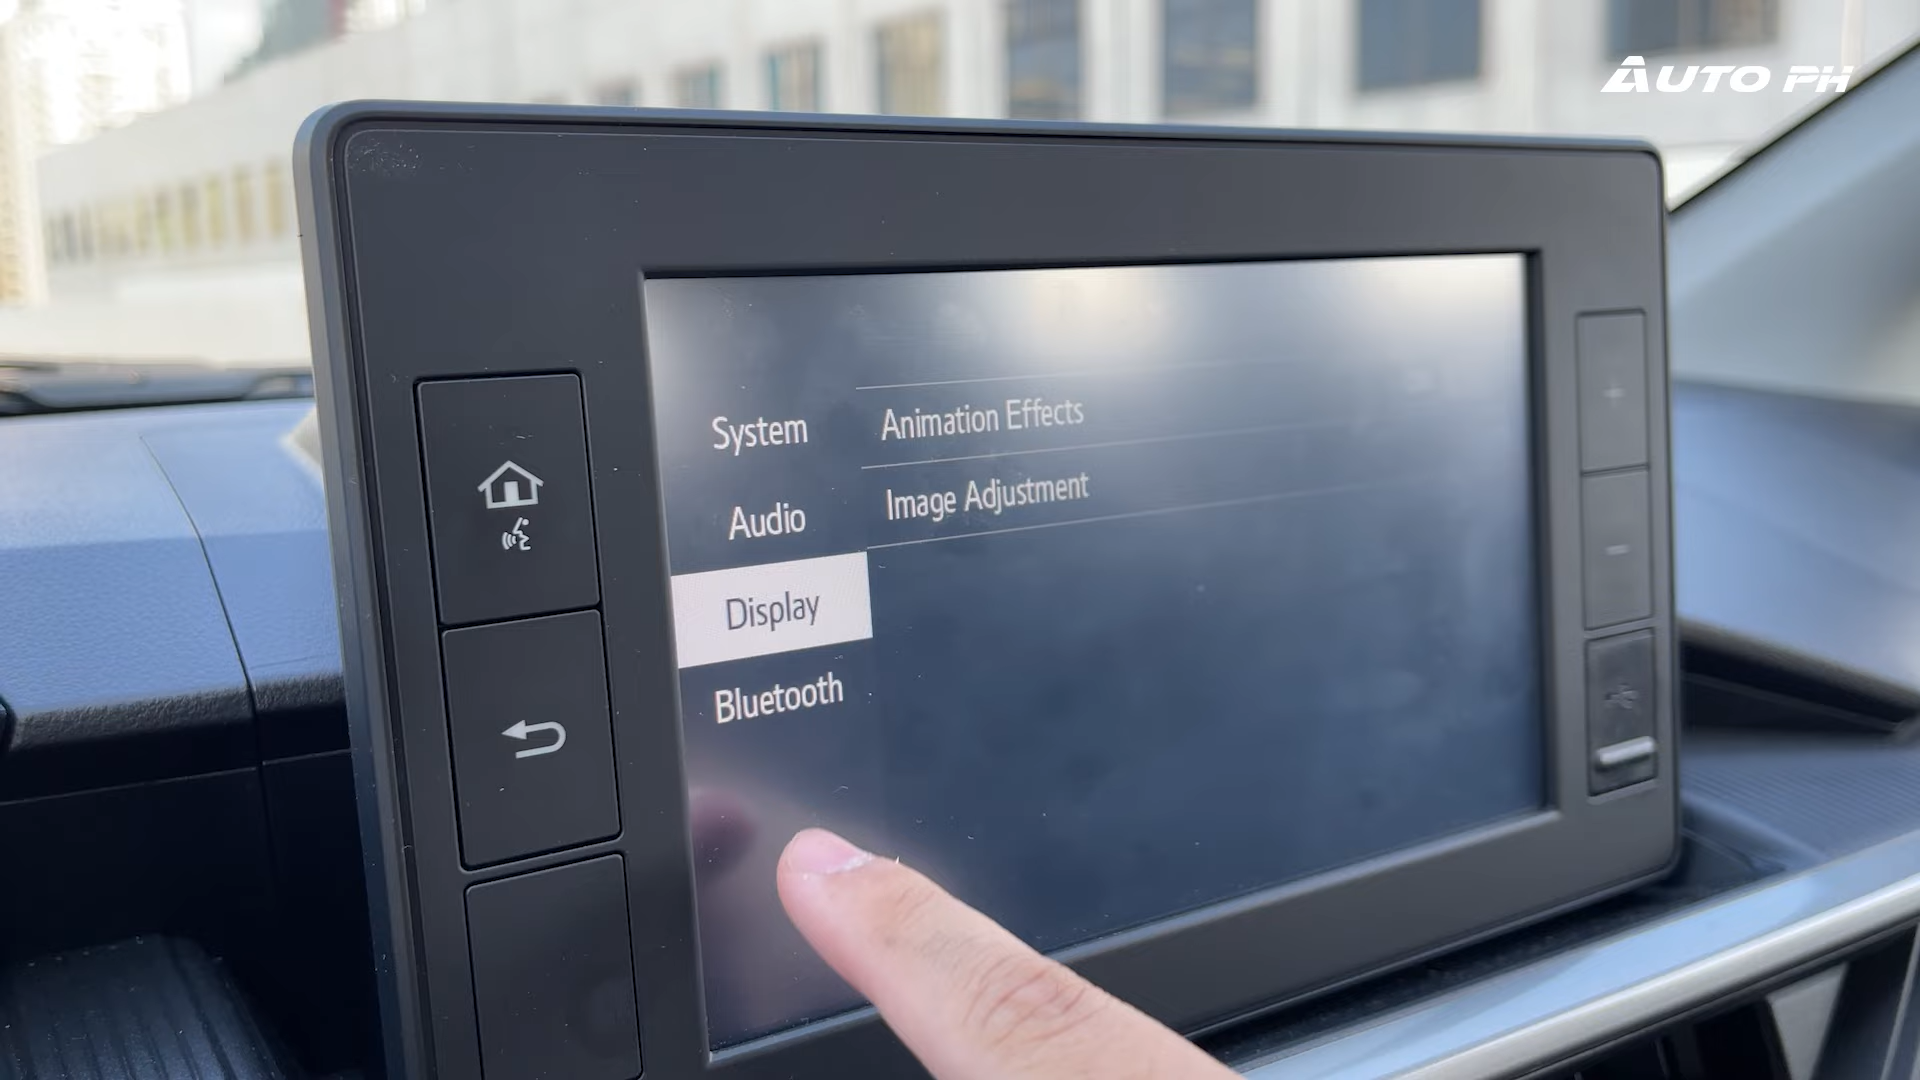 AUTO PH
System
Audio
Display
Bluetooth
Animation Effects
Image Adjustment
+
-